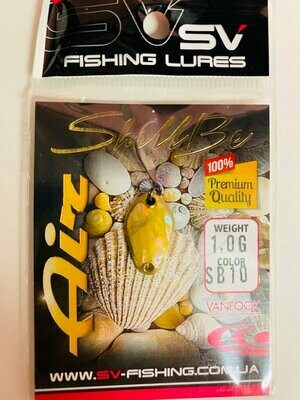 SV
FISHING LURES
ShellBe
Air
100%
Premium
Quality
WEIGHT
1.0G
COLOR
SB10
VANFOOK
WWW.SV-FISHING.COM.UA